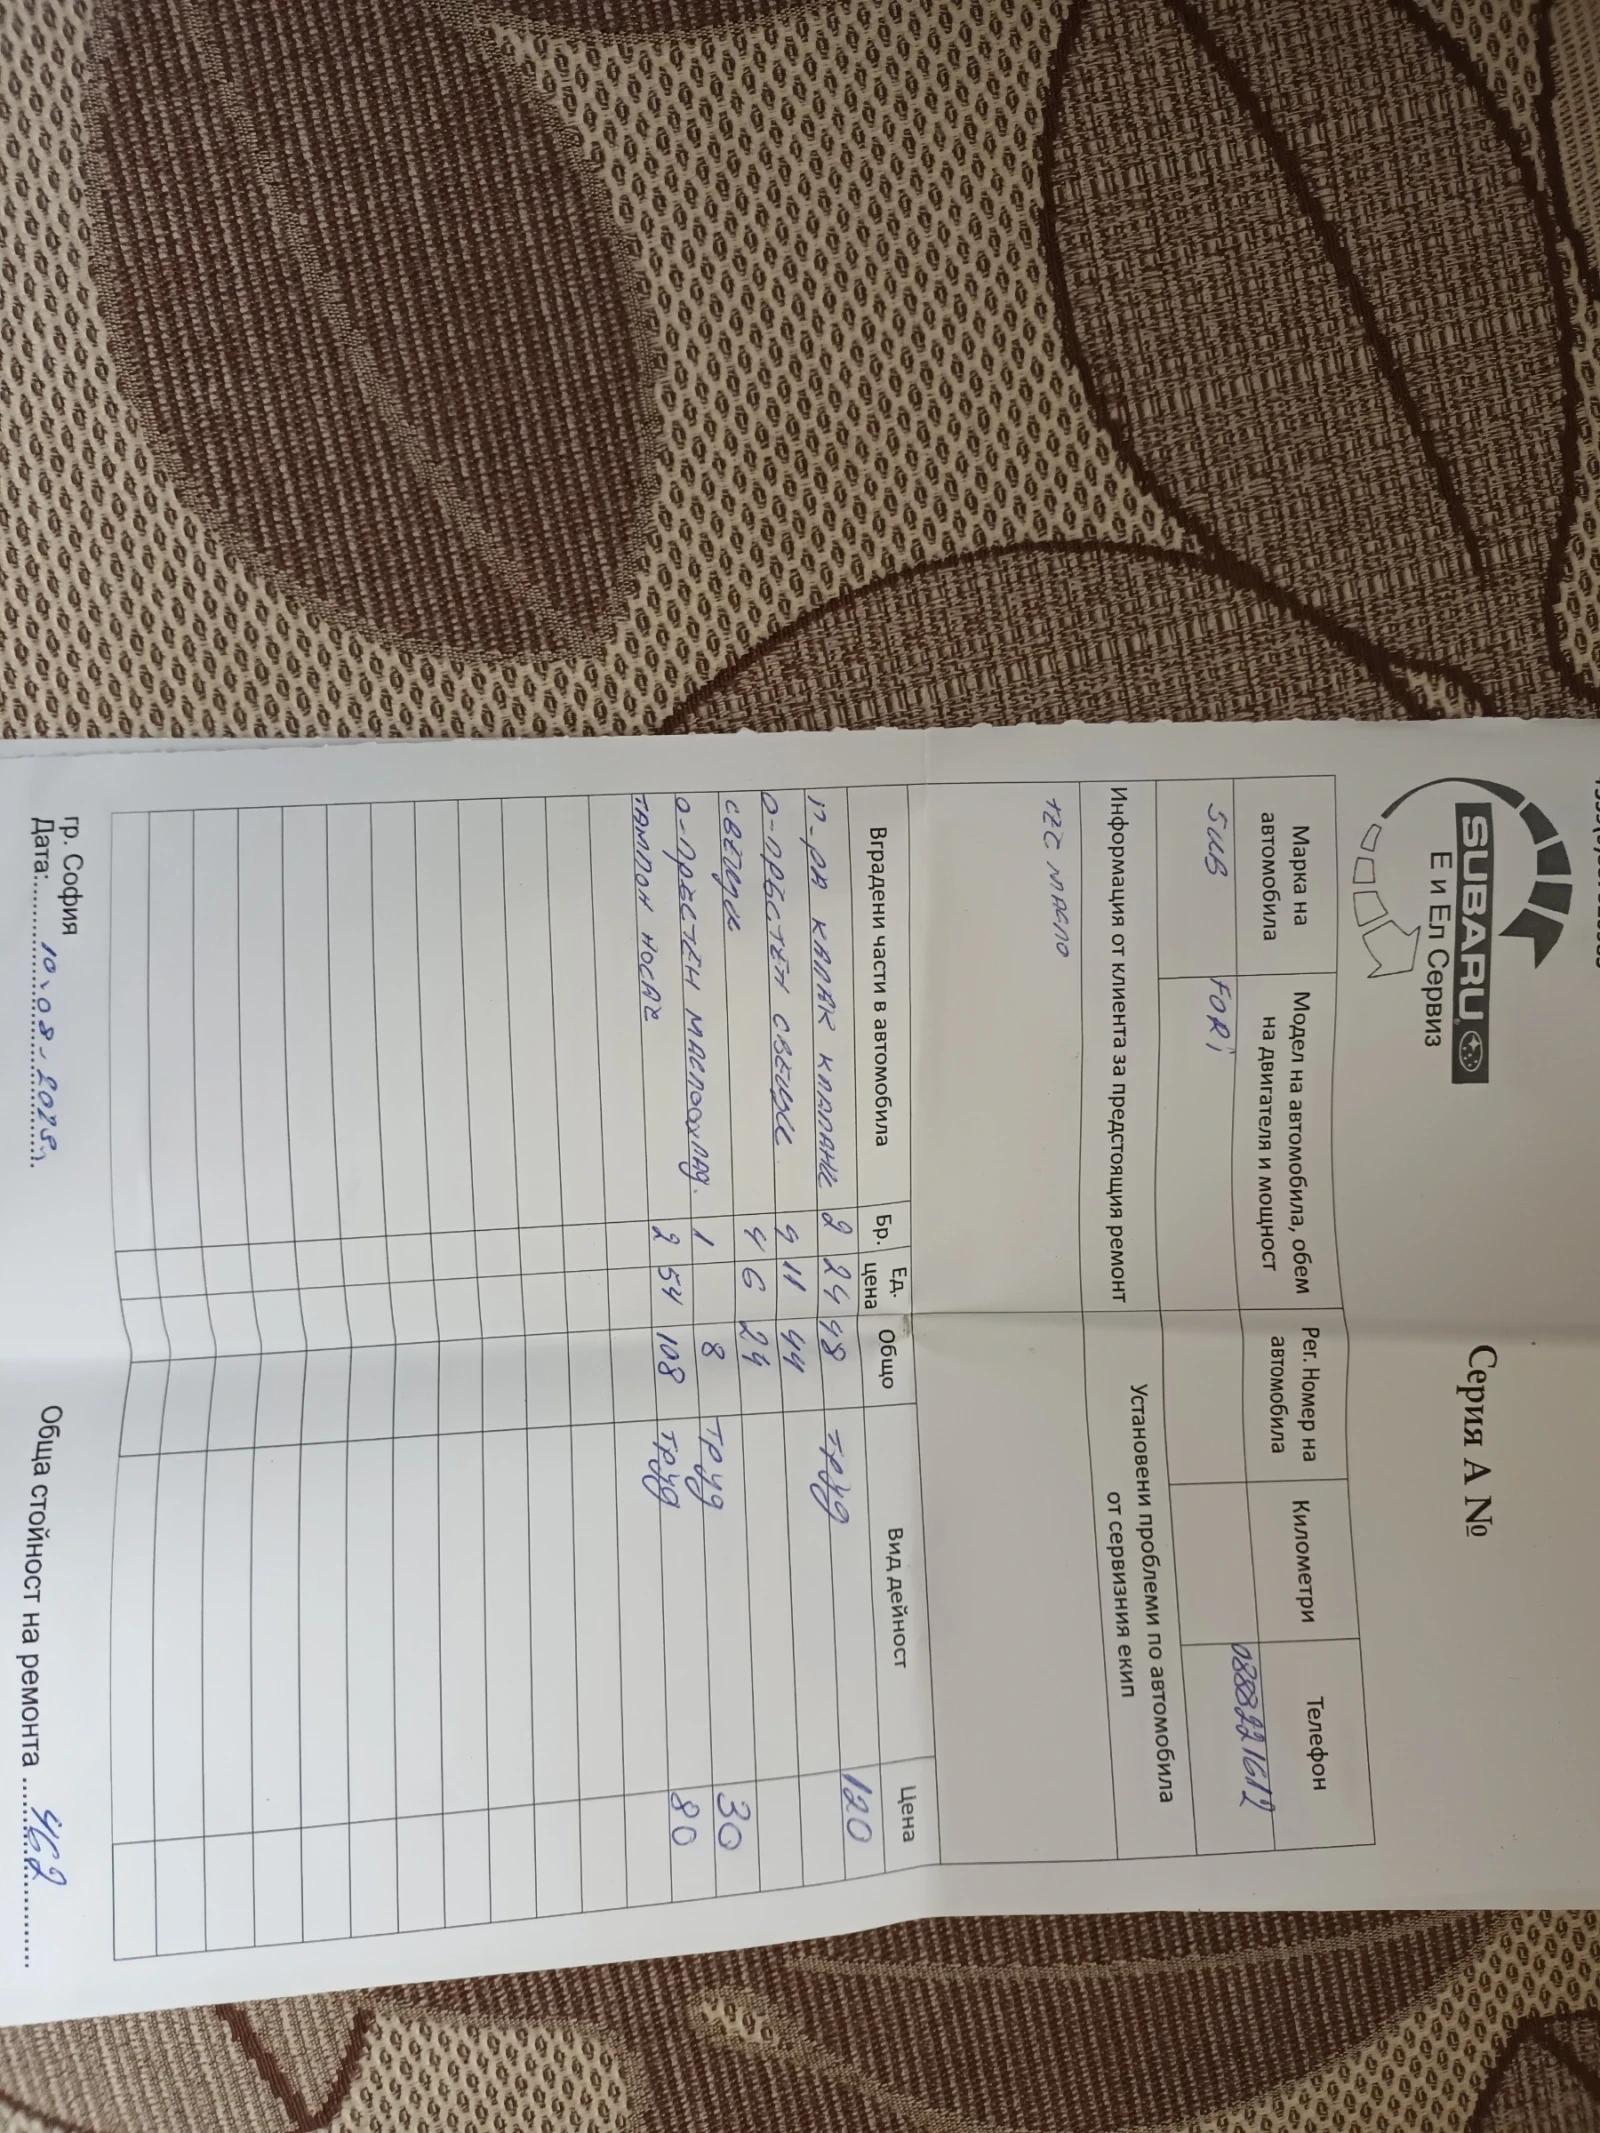 SUBARU
Е и Ел Сервиз
Серия А №
Марка на автомобила
Модел на автомобила, обем на двигателя и мощност
Рег. Номер на автомобила
Километри
Телефон
SUB FORI 0888221612
Информация от клиента за предстоящия ремонт
Установени проблеми по автомобила от сервизния екип
тес масло
Вградени части в автомобила Бр. Ед. цена Общо Вид дейност Цена
П-ра капак клапани 2 24 48 труд 120
О-пръстен свещи 4 11 44
свещи 4 6 24
О-пръстен маслоохлад. 1 8 труд 30
тампон носач 2 54 108 труд 80
гр. София
Дата: 10.08.2023г.
Обща стойност на ремонта 462